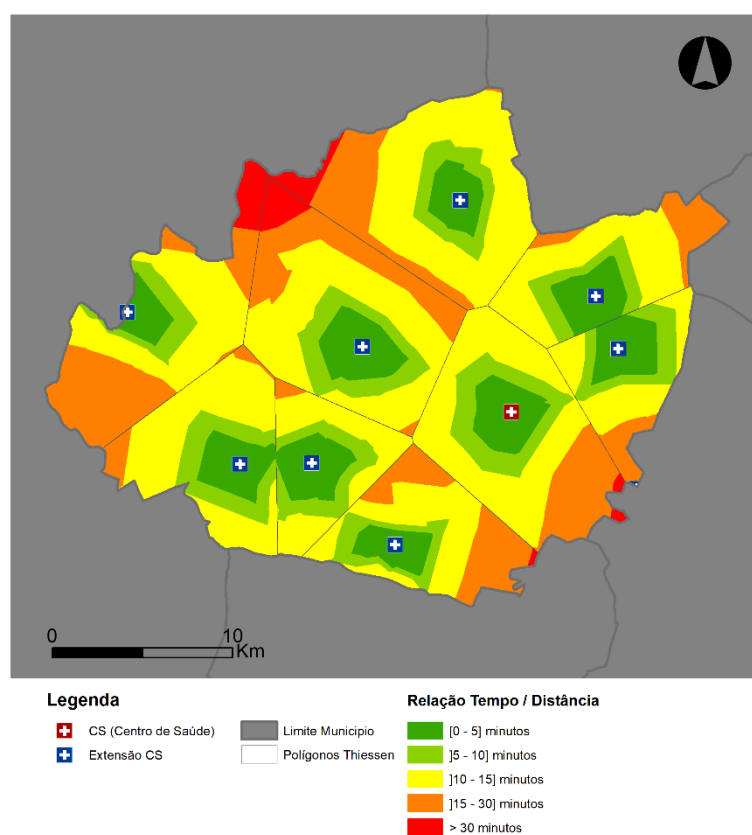 0 10
Km
Legenda
CS (Centro de Saúde)
Extensão CS
Limite Municipio
Polígonos Thiessen
Relação Tempo / Distância
]0 - 5] minutos
]5 - 10] minutos
]10 - 15] minutos
]15 - 30] minutos
> 30 minutos